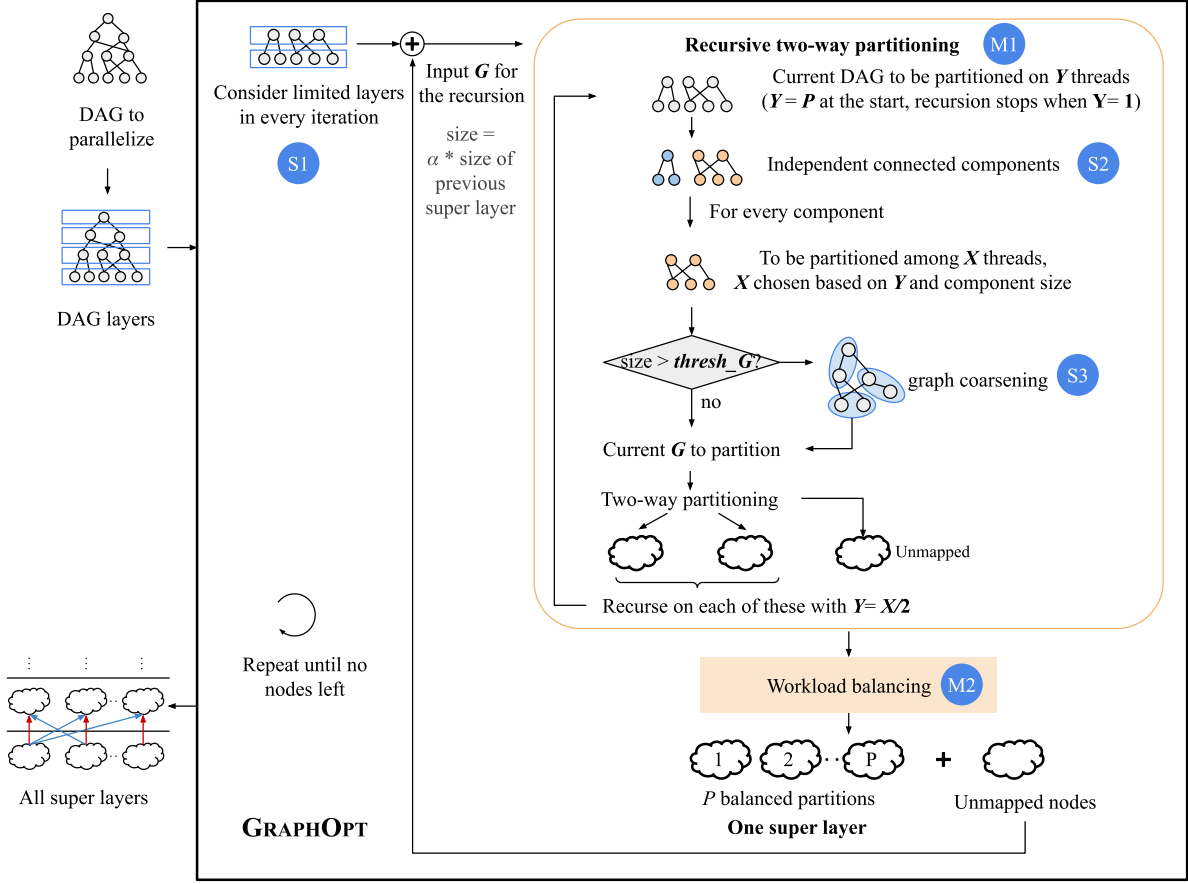 DAG to
parallelize
DAG layers
Consider limited layers
in every iteration
S1
+
Input G for
the recursion
size =
α * size of
previous
super layer
Recursive two-way partitioning
M1
Current DAG to be partitioned on Y threads
(Y = P at the start, recursion stops when Y= 1)
Independent connected components
S2
For every component
To be partitioned among X threads,
X chosen based on Y and component size
size > thresh_G?
no
graph coarsening
S3
Current G to partition
Two-way partitioning
Unmapped
Recurse on each of these with Y= X/2
Workload balancing
M2
1 2 ·· P +
P balanced partitions
Unmapped nodes
One super layer
Repeat until no
nodes left
All super layers
GRAPHOPT